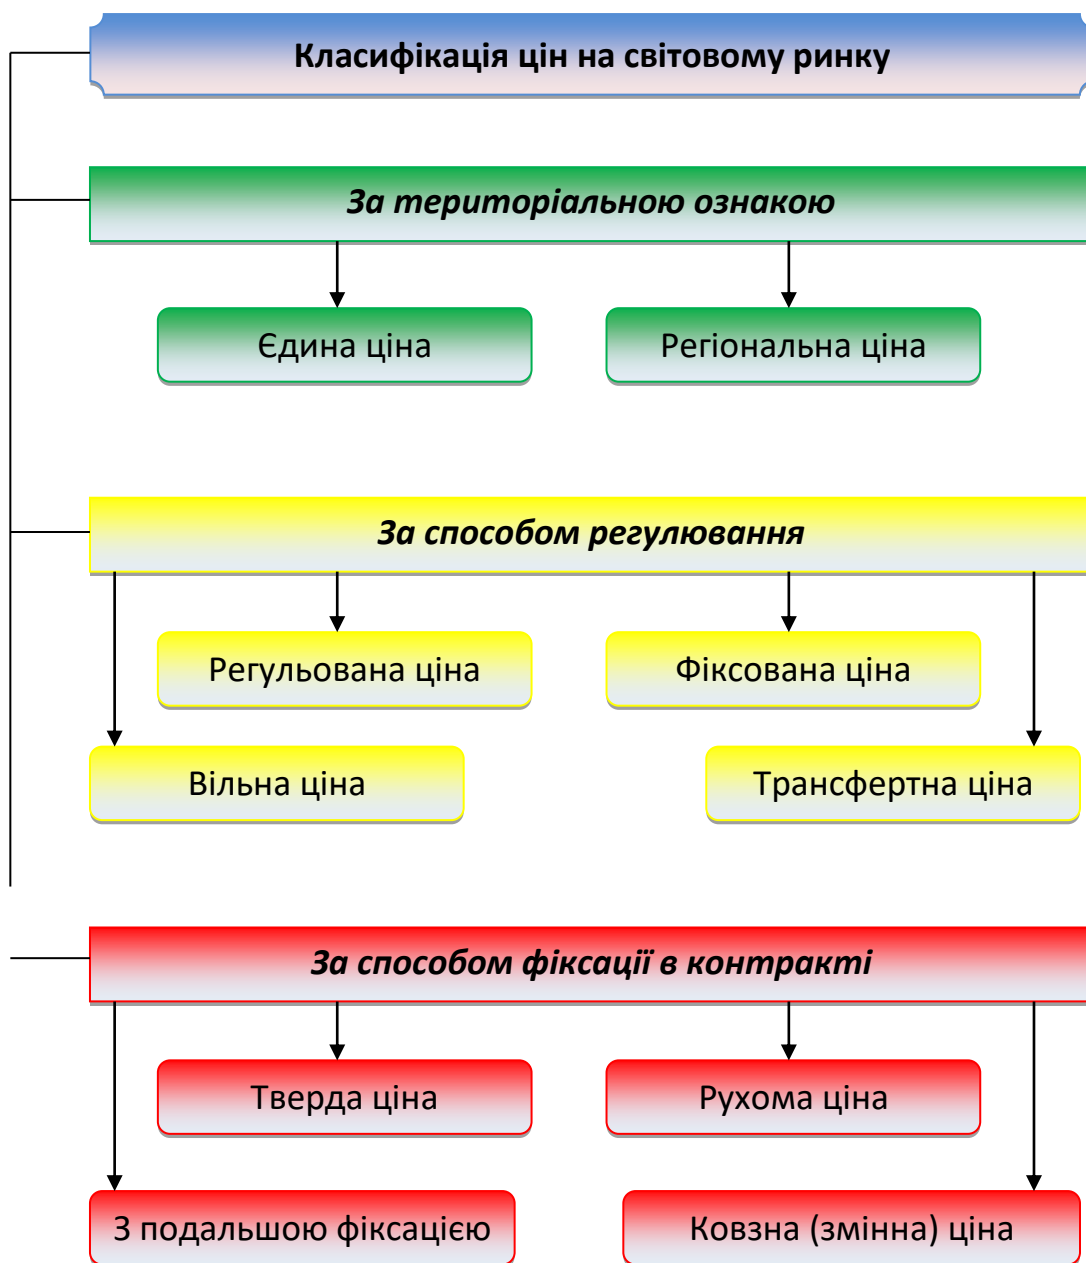 Класифікація цін на світовому ринку
За територіальною ознакою
Єдина ціна
Регіональна ціна
За способом регулювання
Регульована ціна
Фіксована ціна
Вільна ціна
Трансфертна ціна
За способом фіксації в контракті
Тверда ціна
Рухома ціна
З подальшою фіксацією
Ковзна (змінна) ціна